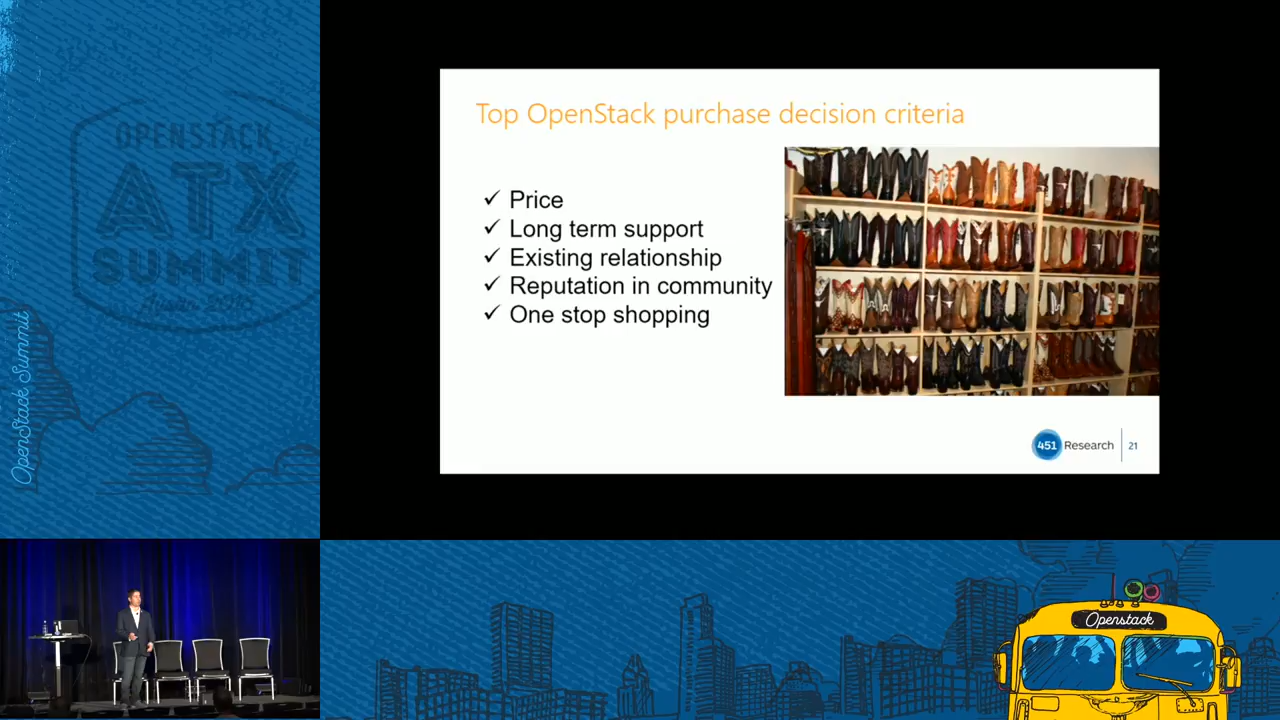 OPENSTACK
ATX
SUMMIT
OpenStack Summit
Top OpenStack purchase decision criteria
✓ Price
✓ Long term support
✓ Existing relationship
✓ Reputation in community
✓ One stop shopping
451 Research 21
Openstack